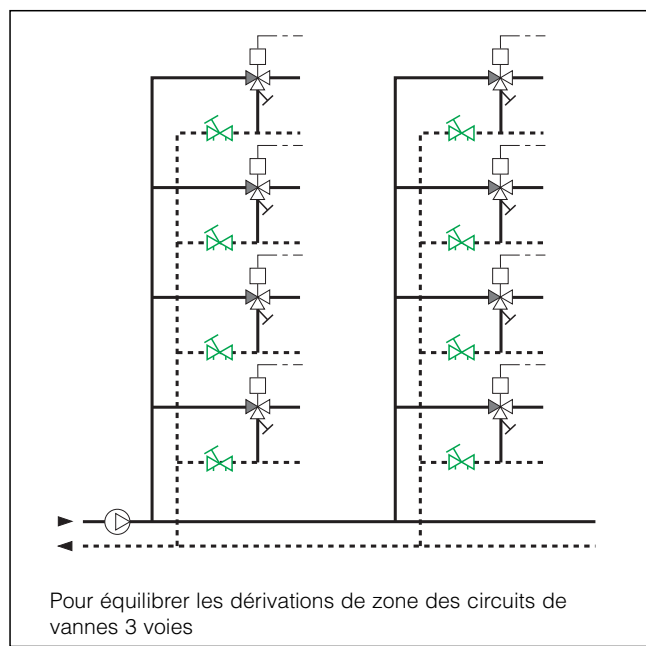 Pour équilibrer les dérivations de zone des circuits de
vannes 3 voies